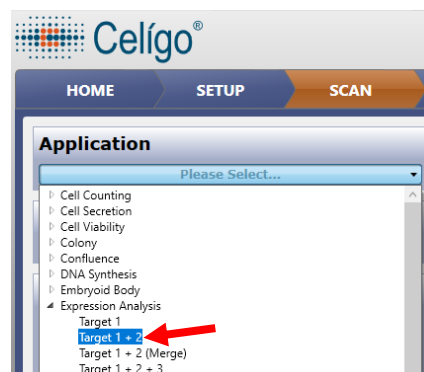 Celígo®
HOME SETUP SCAN
Application
Please Select...
Cell Counting
Cell Secretion
Cell Viability
Colony
Confluence
DNA Synthesis
Embryoid Body
Expression Analysis
Target 1
Target 1 + 2
Target 1 + 2 (Merge)
Target 1 + 2 + 3